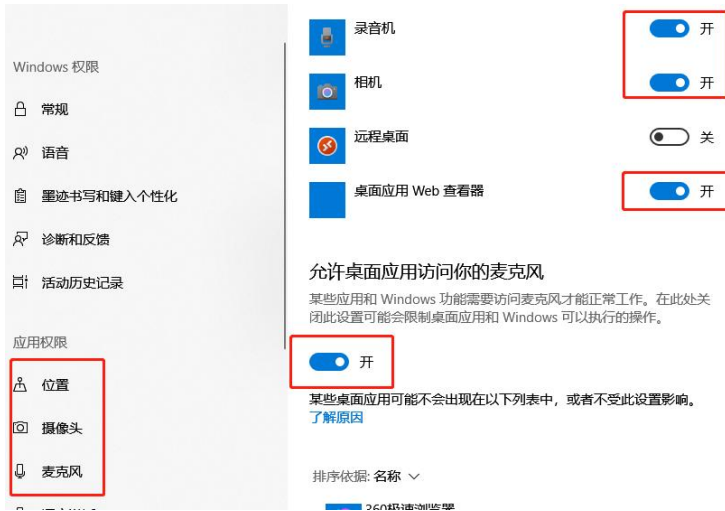 Windows 权限
常规
语音
墨迹书写和键入个性化
诊断和反馈
活动历史记录
应用权限
位置
摄像头
麦克风
录音机
开
相机
开
远程桌面
关
桌面应用 Web 查看器
开
允许桌面应用访问你的麦克风
某些应用和 Windows 功能需要访问麦克风才能正常工作。在此处关
闭此设置可能会限制桌面应用和 Windows 可以执行的操作。
开
某些桌面应用可能不会出现在以下列表中，或者不受此设置影响。
了解原因
排序依据: 名称
360极速浏览器